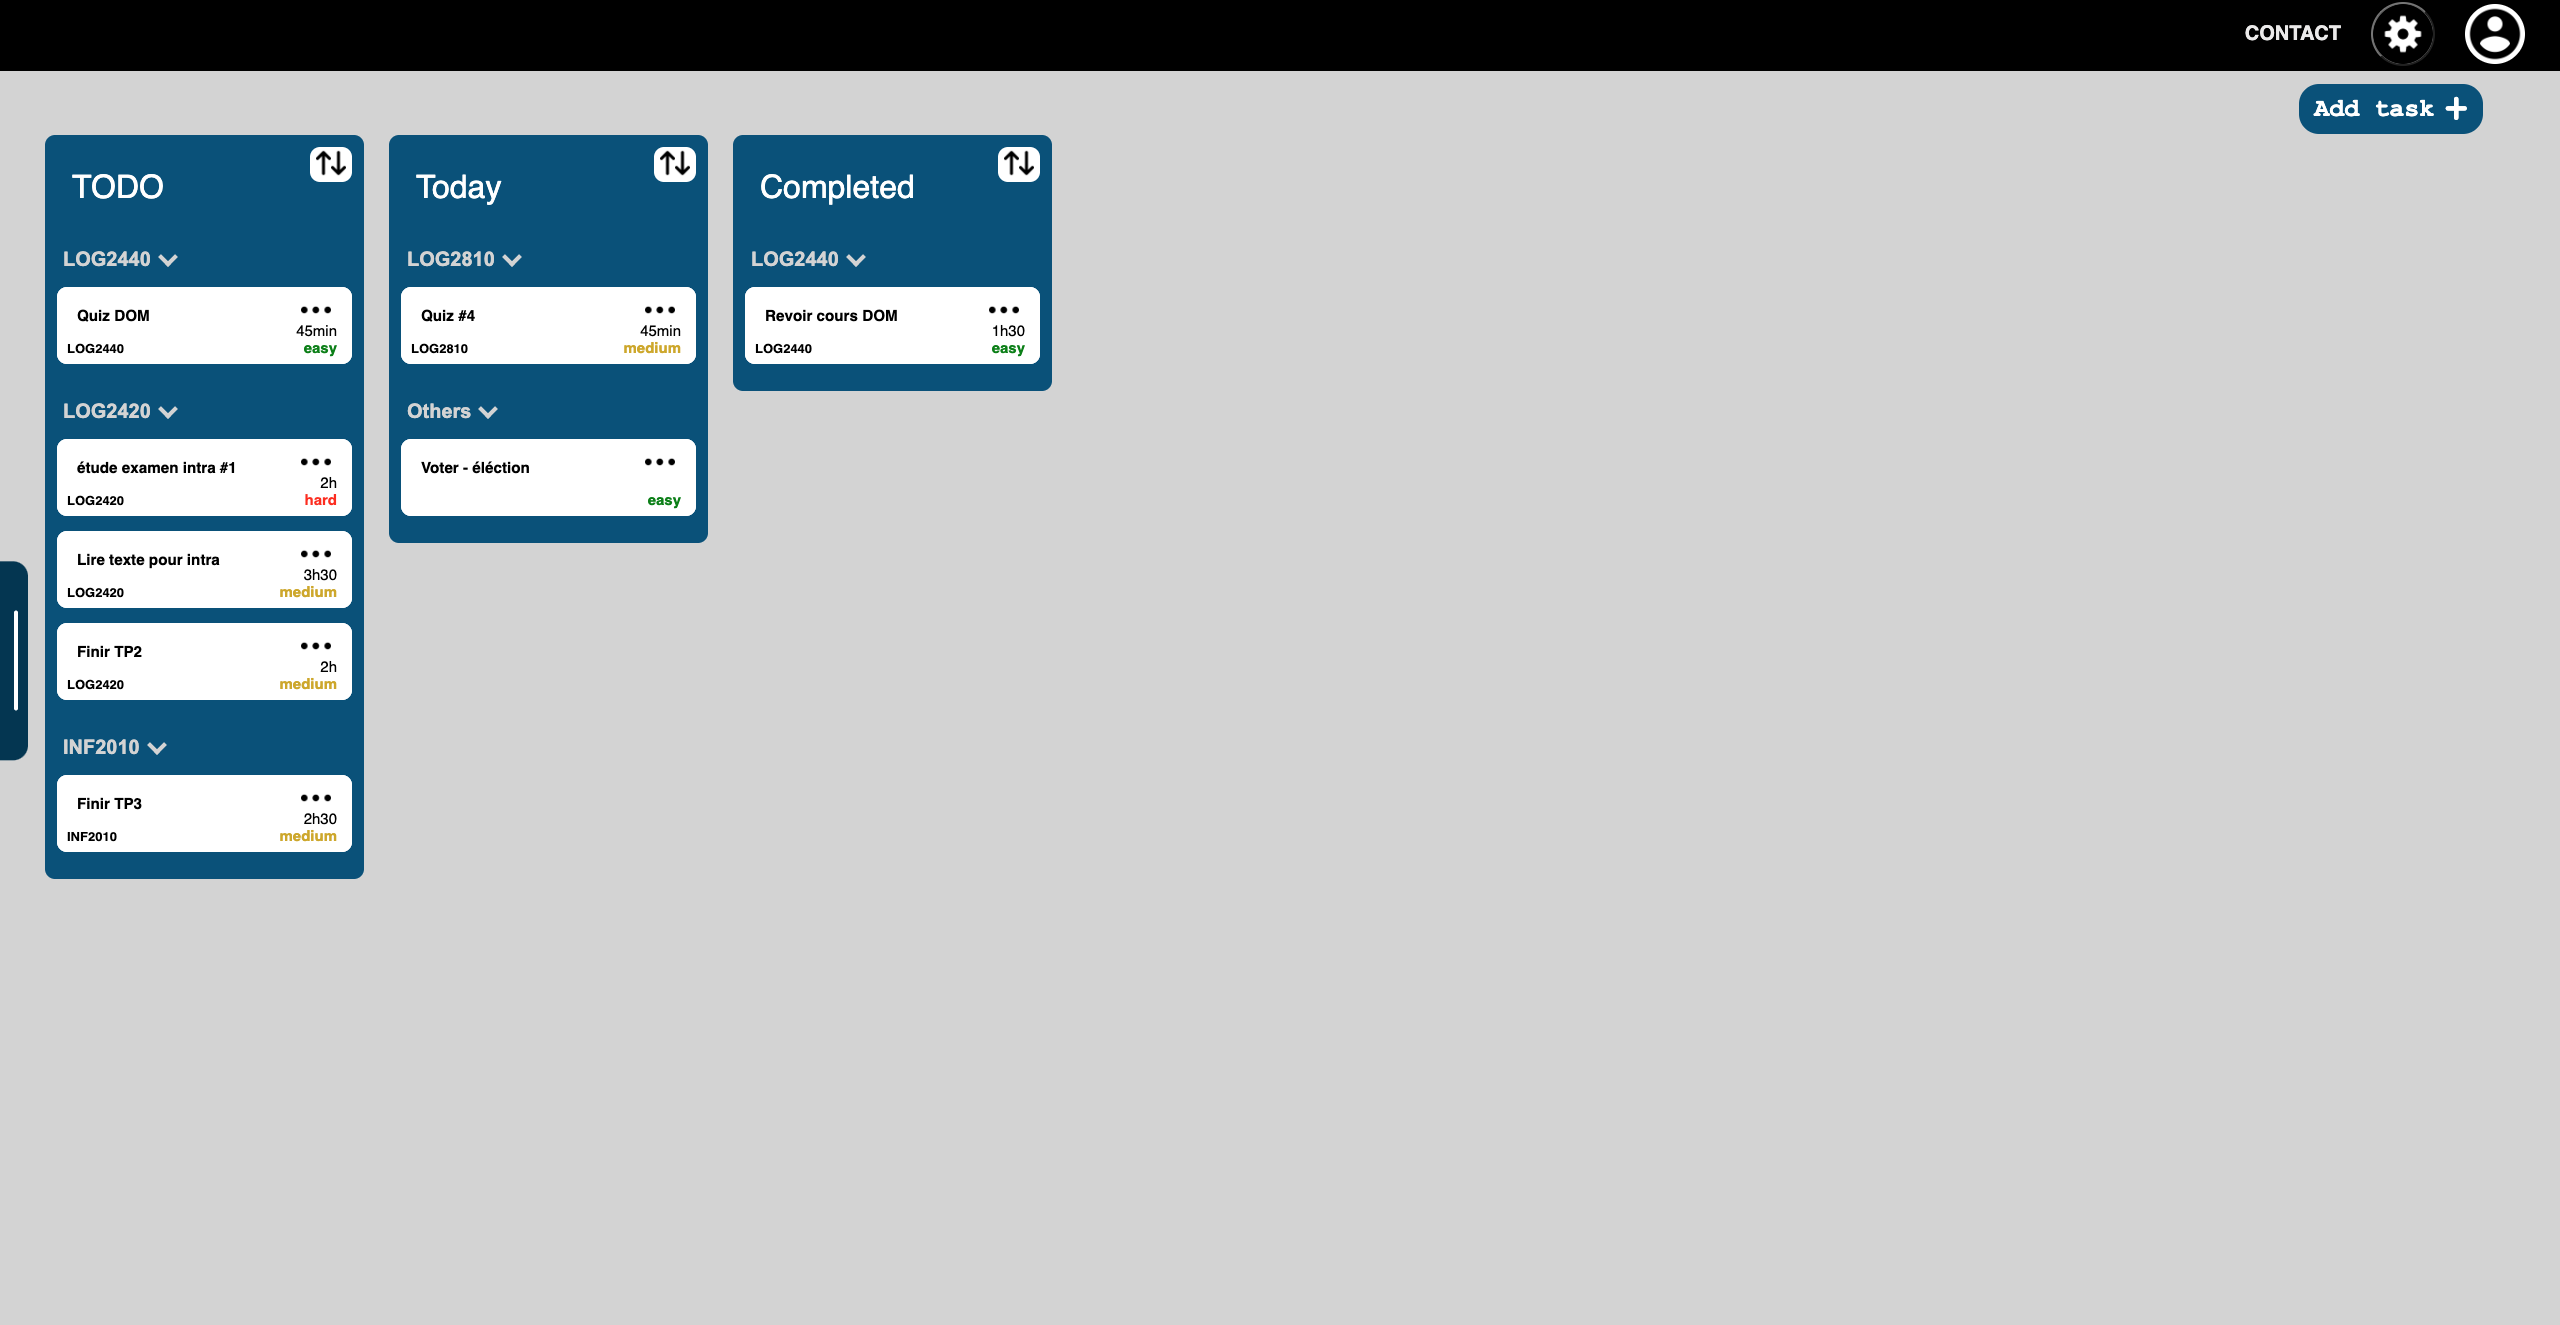 CONTACT
Add task
TODO
LOG2440
Quiz DOM
45min
LOG2440
easy
LOG2420
étude examen intra #1
2h
LOG2420
hard
Lire texte pour intra
3h30
LOG2420
medium
Finir TP2
2h
LOG2420
medium
INF2010
Finir TP3
2h30
INF2010
medium
Today
LOG2810
Quiz #4
45min
LOG2810
medium
Others
Voter - éléction
easy
Completed
LOG2440
Revoir cours DOM
1h30
LOG2440
easy